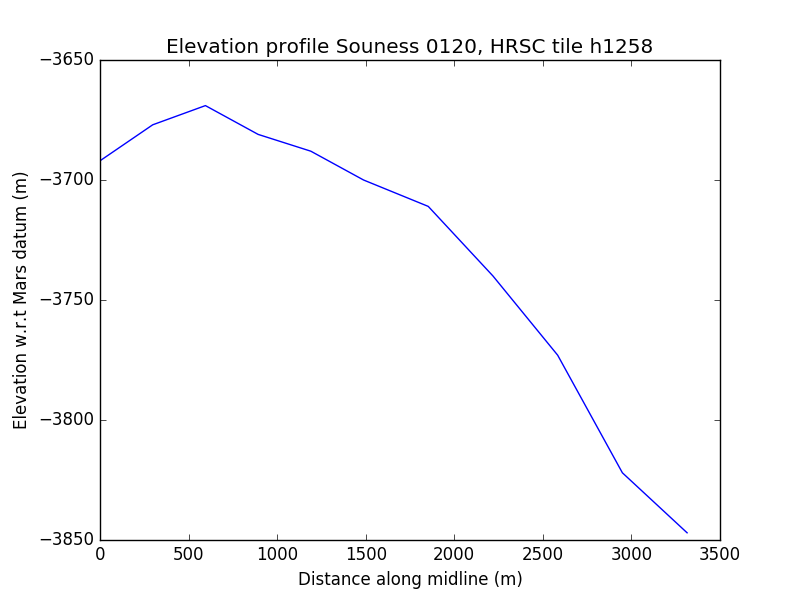 Elevation profile Souness 0120, HRSC tile h1258
−3650
−3700
−3750
−3800
−3850
Elevation w.r.t Mars datum (m)
0 500 1000 1500 2000 2500 3000 3500
Distance along midline (m)